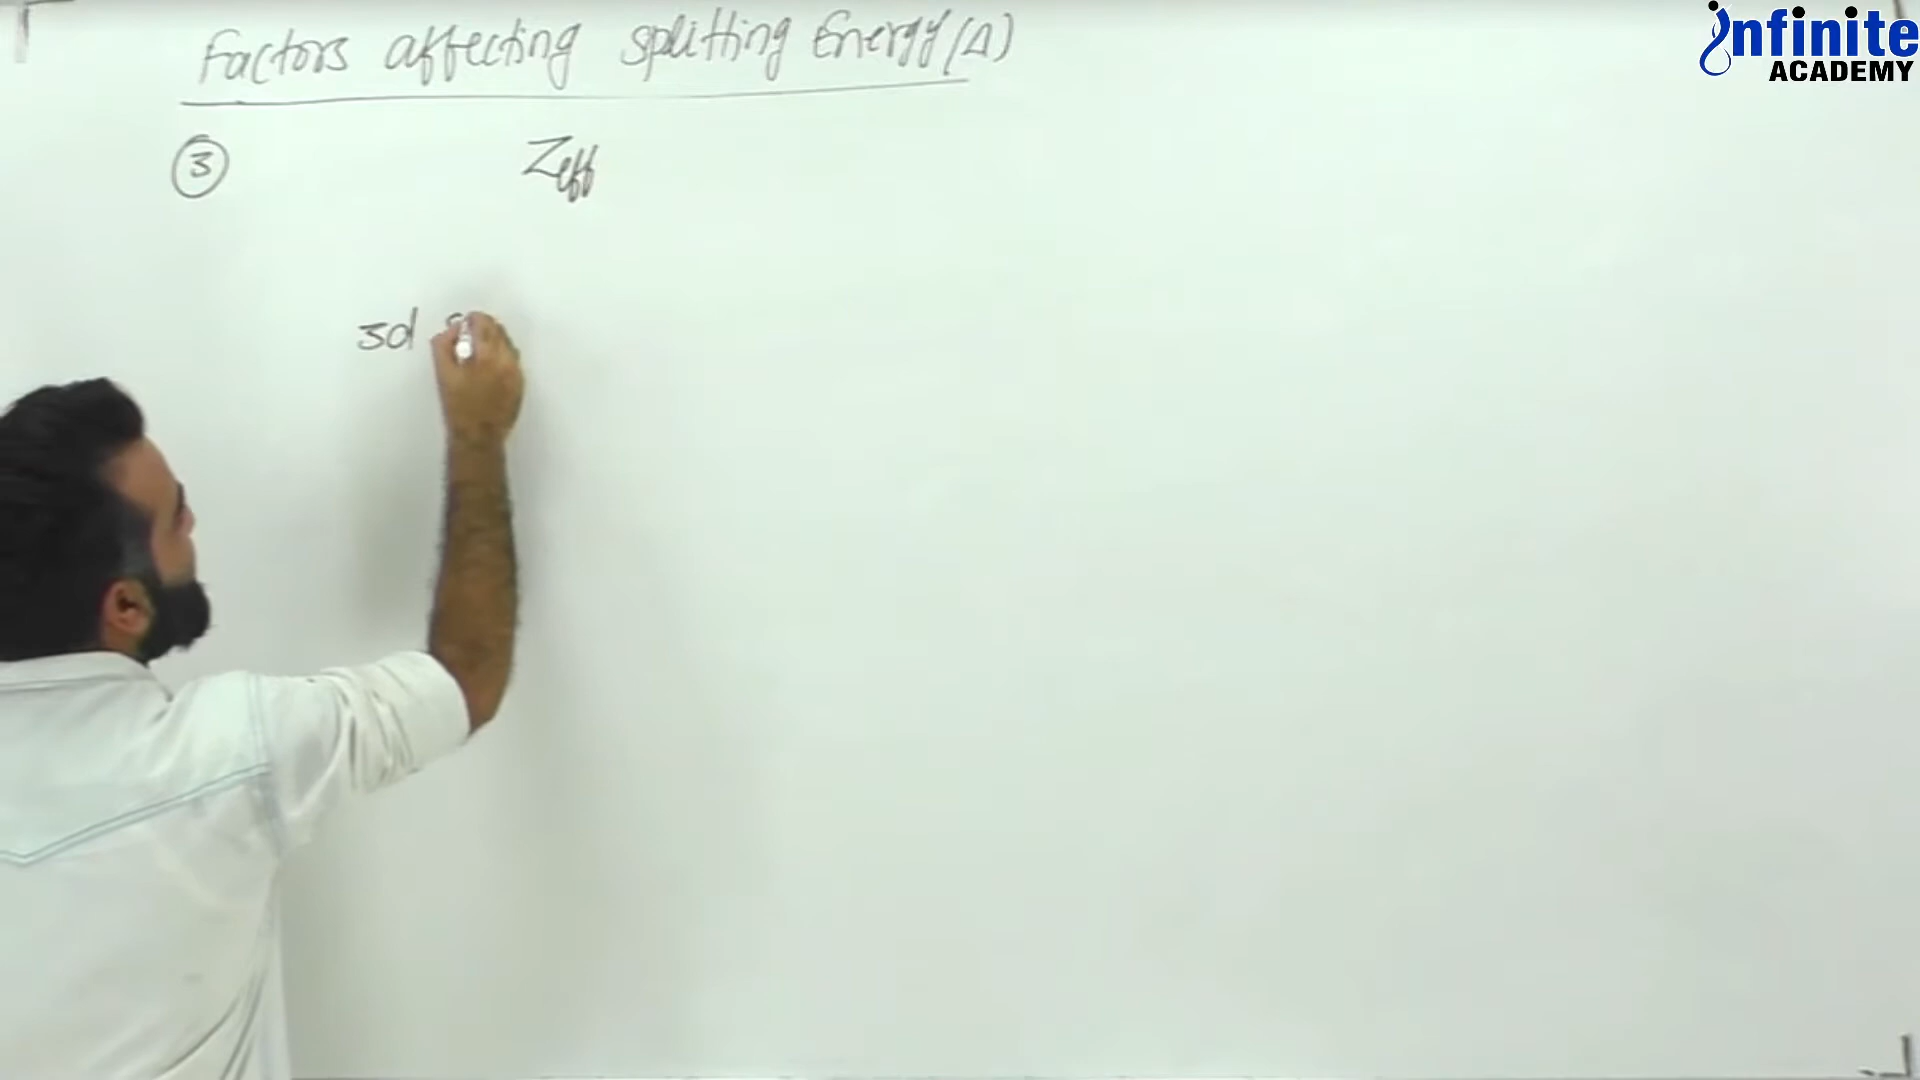 infinite
ACADEMY
Factors affecting splitting Energy (Δ)
3 Zeff
3d